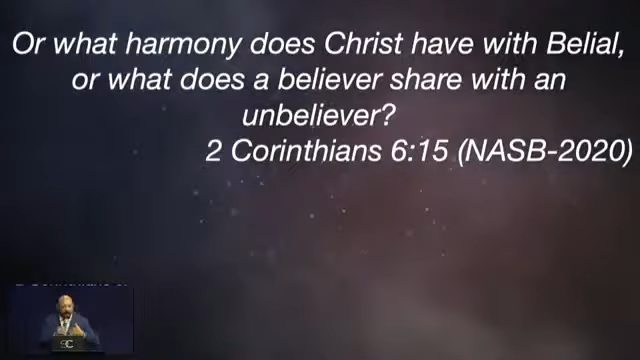 Or what harmony does Christ have with Belial,
or what does a believer share with an
unbeliever?
2 Corinthians 6:15 (NASB-2020)